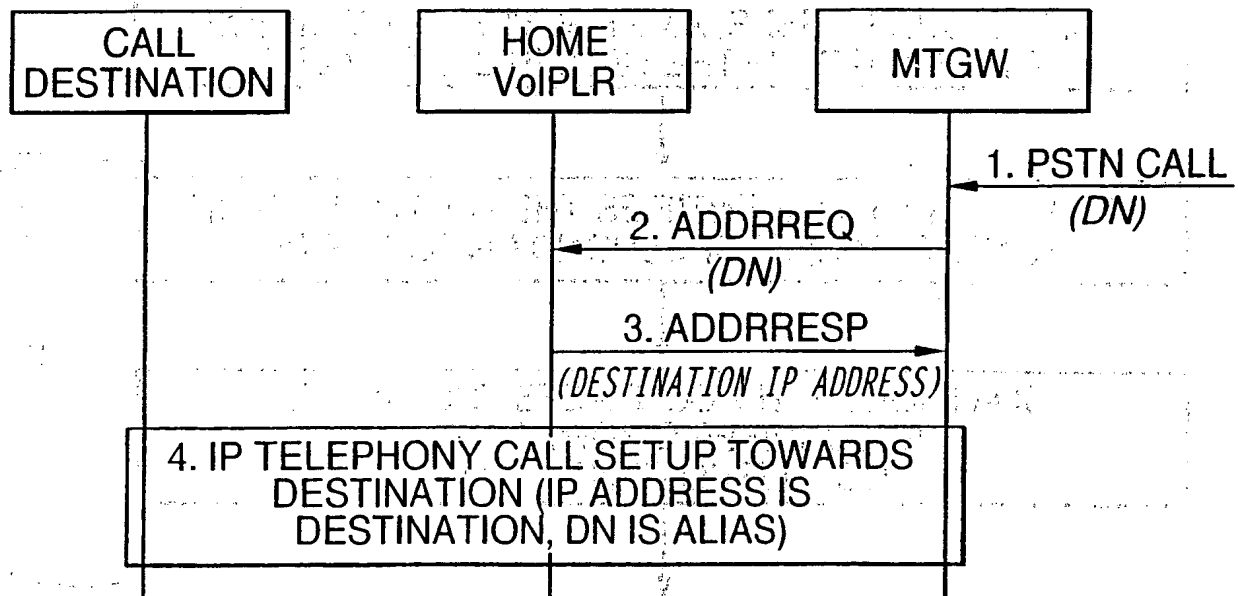 CALL
DESTINATION
HOME
VoIPLR
MTGW
1. PSTN CALL
(DN)
2. ADDRREQ
(DN)
3. ADDRRESP
(DESTINATION IP ADDRESS)
4. IP TELEPHONY CALL SETUP TOWARDS
DESTINATION (IP ADDRESS IS
DESTINATION, DN IS ALIAS)